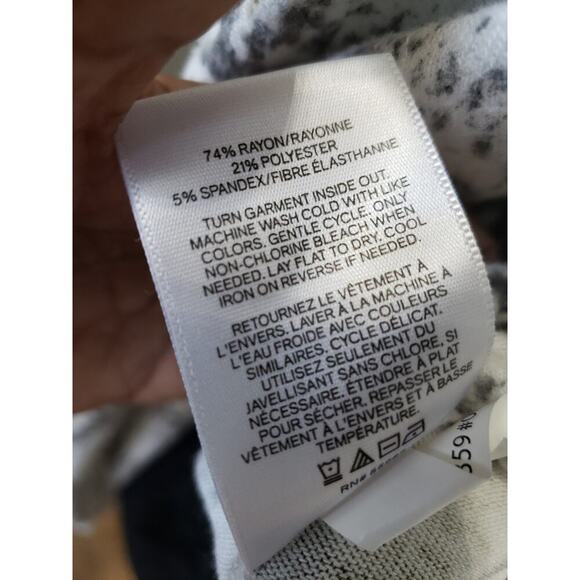 74% RAYON/RAYONNE
21% POLYESTER
5% SPANDEX/FIBRE ÉLASTHANNE
TURN GARMENT INSIDE OUT.
MACHINE WASH COLD WITH LIKE
COLORS. GENTLE CYCLE. ONLY
NON-CHLORINE BLEACH WHEN
NEEDED. LAY FLAT TO DRY. COOL
IRON ON REVERSE IF NEEDED.
RETOURNEZ LE VÊTEMENT À
L'ENVERS. LAVER À LA MACHINE À
L'EAU FROIDE AVEC COULEURS
SIMILAIRES, CYCLE DÉLICAT.
UTILISEZ SEULEMENT DU
JAVELLISANT SANS CHLORE, SI
NÉCESSAIRE. ÉTENDRE À PLAT
POUR SÉCHER. REPASSER LE
VÊTEMENT À L'ENVERS ET À BASSE
TEMPÉRATURE.
RN#